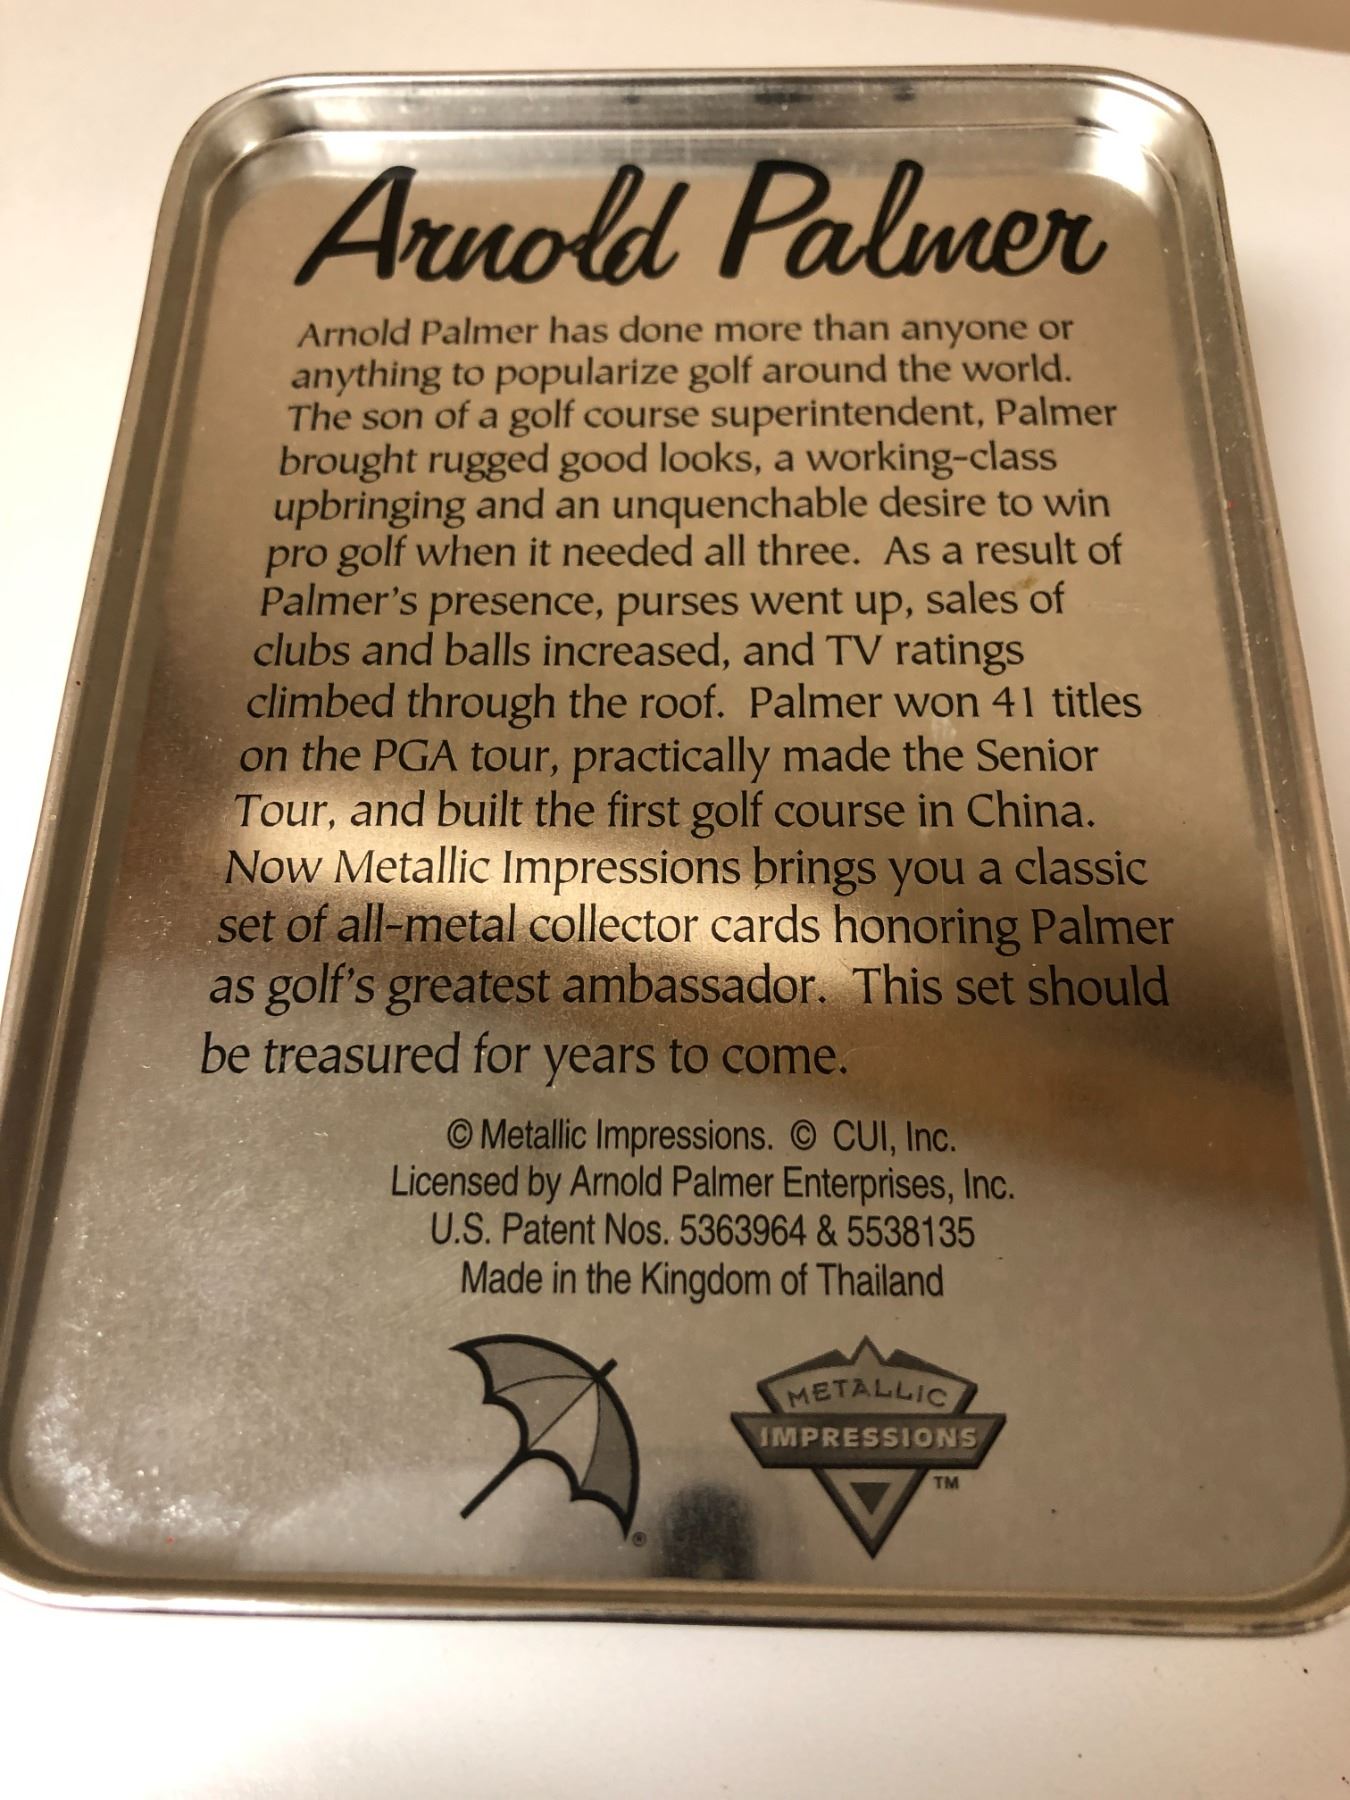 Arnold Palmer
Arnold Palmer has done more than anyone or
anything to popularize golf around the world.
The son of a golf course superintendent, Palmer
brought rugged good looks, a working-class
upbringing and an unquenchable desire to win
pro golf when it needed all three.  As a result of
Palmer's presence, purses went up, sales of
clubs and balls increased, and TV ratings
climbed through the roof.  Palmer won 41 titles
on the PGA tour, practically made the Senior
Tour, and built the first golf course in China.
Now Metallic Impressions brings you a classic
set of all-metal collector cards honoring Palmer
as golf's greatest ambassador.  This set should
be treasured for years to come.
© Metallic Impressions.  ©  CUI, Inc.
Licensed by Arnold Palmer Enterprises, Inc.
U.S. Patent Nos. 5363964 & 5538135
Made in the Kingdom of Thailand
METALLIC
IMPRESSIONS
TM
®